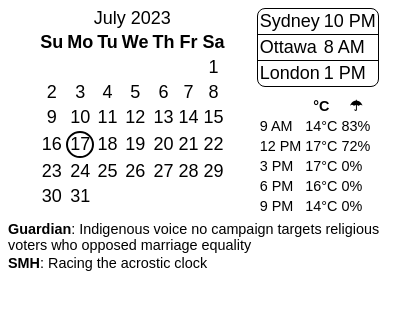 July 2023
Su Mo Tu We Th Fr Sa
1
2 3 4 5 6 7 8
9 10 11 12 13 14 15
16 17 18 19 20 21 22
23 24 25 26 27 28 29
30 31
Sydney 10 PM
Ottawa 8 AM
London 1 PM
°C ☂
9 AM 14°C 83%
12 PM 17°C 72%
3 PM 17°C 0%
6 PM 16°C 0%
9 PM 14°C 0%
Guardian: Indigenous voice no campaign targets religious
voters who opposed marriage equality
SMH: Racing the acrostic clock